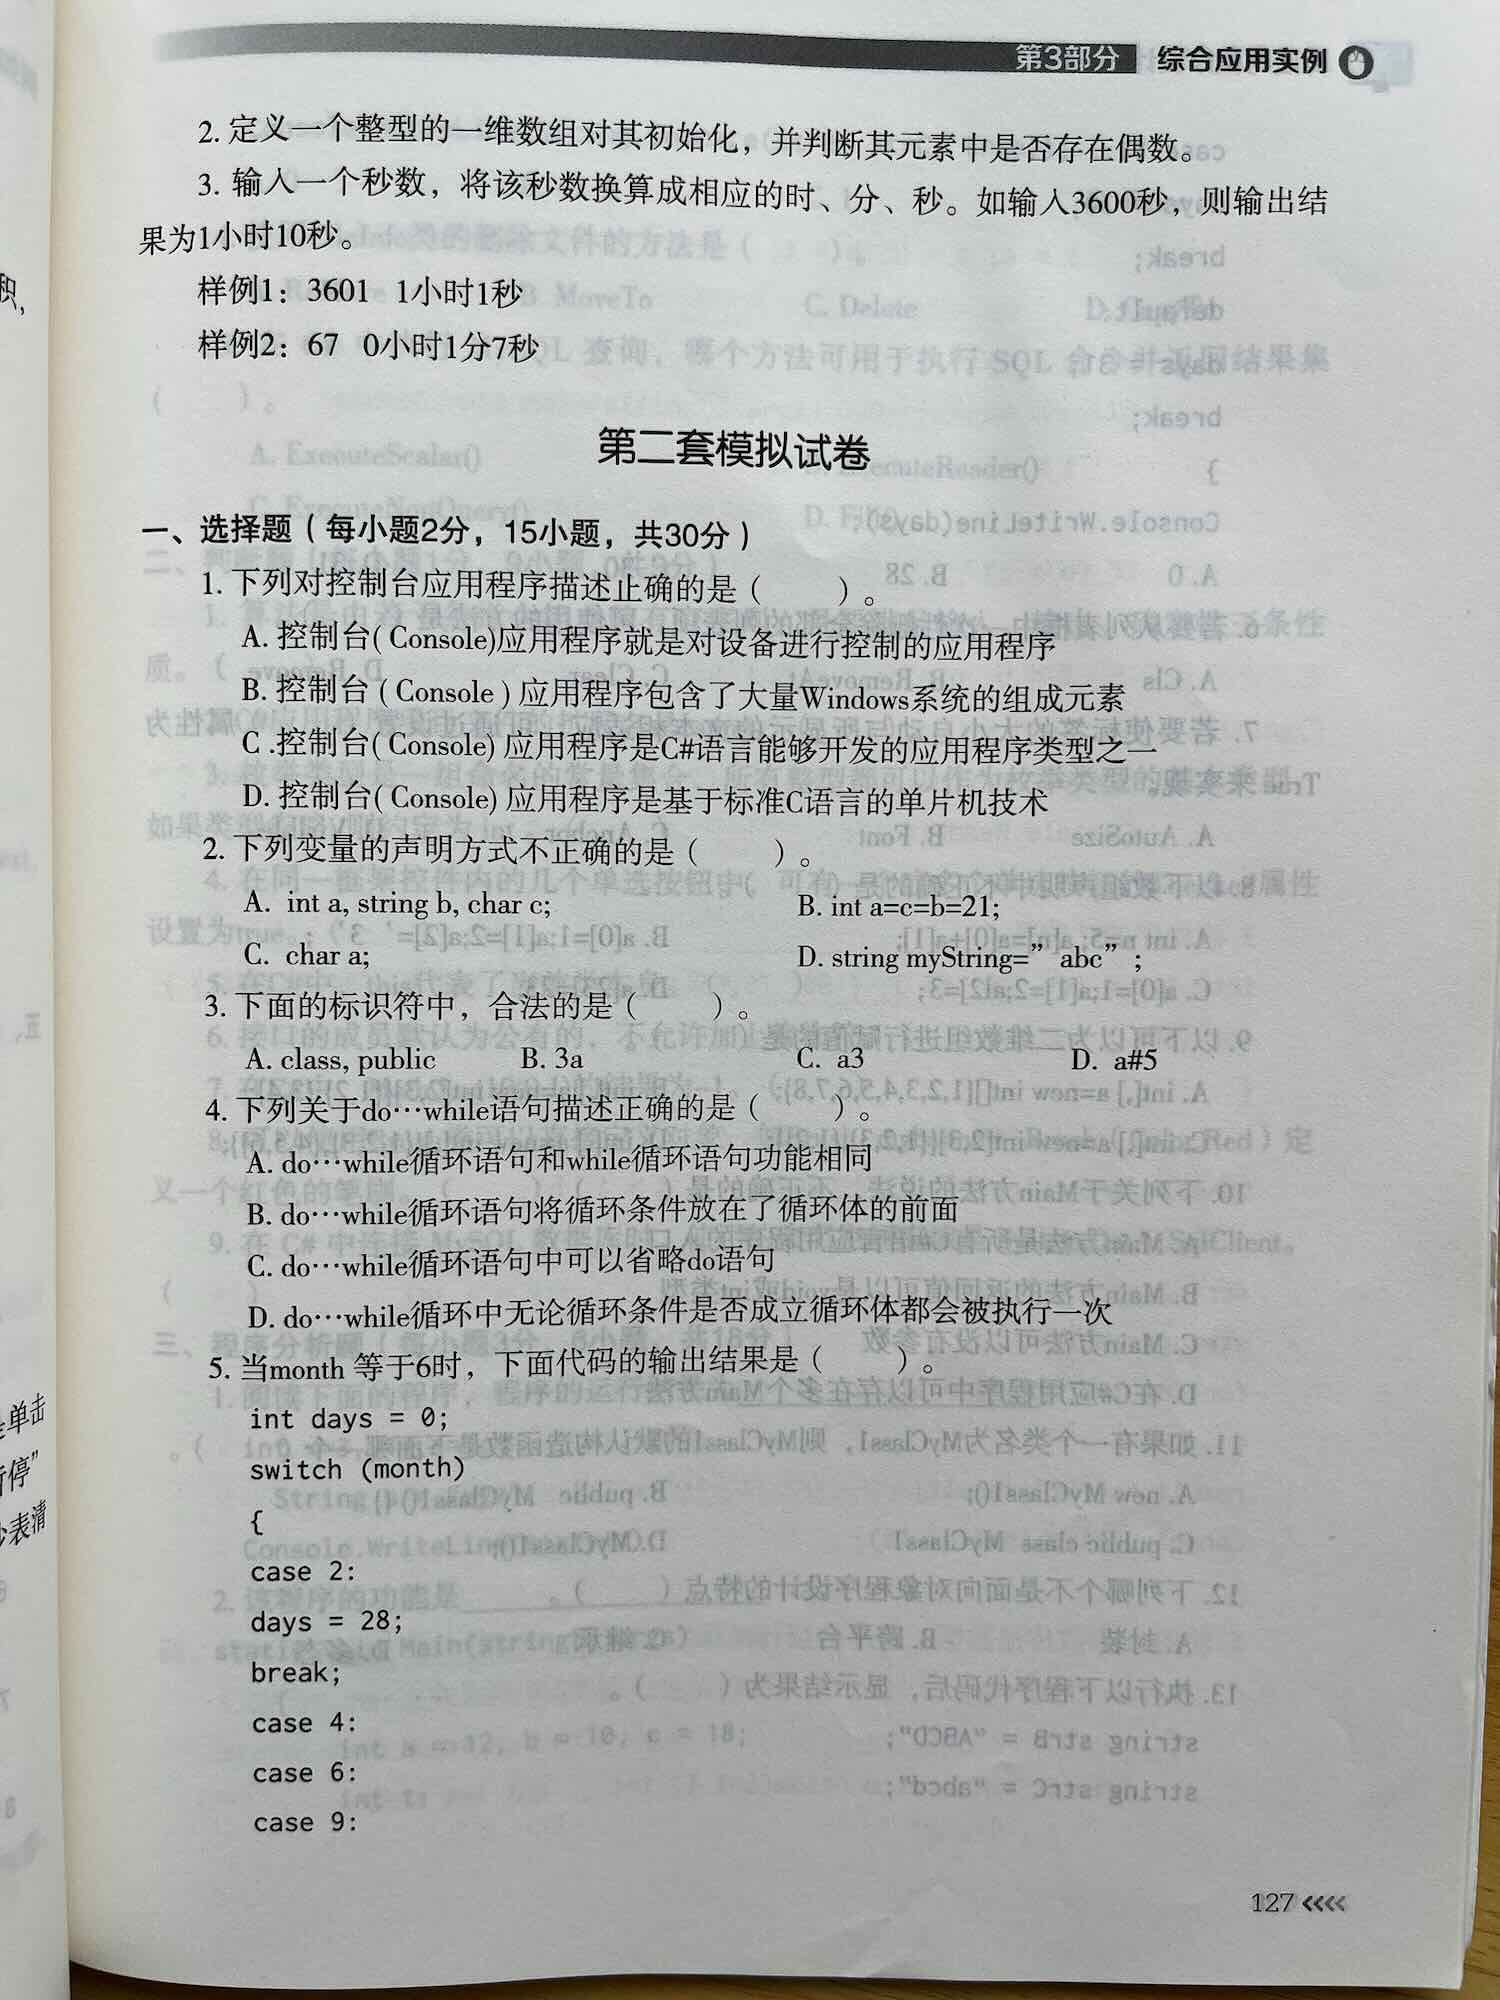 第3部分 综合应用实例
2. 定义一个整型的一维数组对其初始化，并判断其元素中是否存在偶数。
3. 输入一个秒数，将该秒数换算成相应的时、分、秒。如输入3600秒，则输出结
果为1小时10秒。
样例1：3601 1小时1秒
样例2：67 0小时1分7秒
第二套模拟试卷
一、选择题（每小题2分，15小题，共30分）
1. 下列对控制台应用程序描述正确的是（ ）。
A. 控制台( Console)应用程序就是对设备进行控制的应用程序
B. 控制台 ( Console ) 应用程序包含了大量Windows系统的组成元素
C .控制台( Console) 应用程序是C#语言能够开发的应用程序类型之一
D. 控制台( Console) 应用程序是基于标准C语言的单片机技术
2. 下列变量的声明方式不正确的是（ ）。
A. int a, string b, char c; B. int a=c=b=21;
C. char a; D. string myString=”abc”;
3. 下面的标识符中，合法的是（ ）。
A. class, public B. 3a C. a3 D. a#5
4. 下列关于do…while语句描述正确的是（ ）。
A. do…while循环语句和while循环语句功能相同
B. do…while循环语句将循环条件放在了循环体的前面
C. do…while循环语句中可以省略do语句
D. do…while循环中无论循环条件是否成立循环体都会被执行一次
5. 当month 等于6时，下面代码的输出结果是（ ）。
int days = 0;
switch (month)
{
case 2:
days = 28;
break;
case 4:
case 6:
case 9:
127